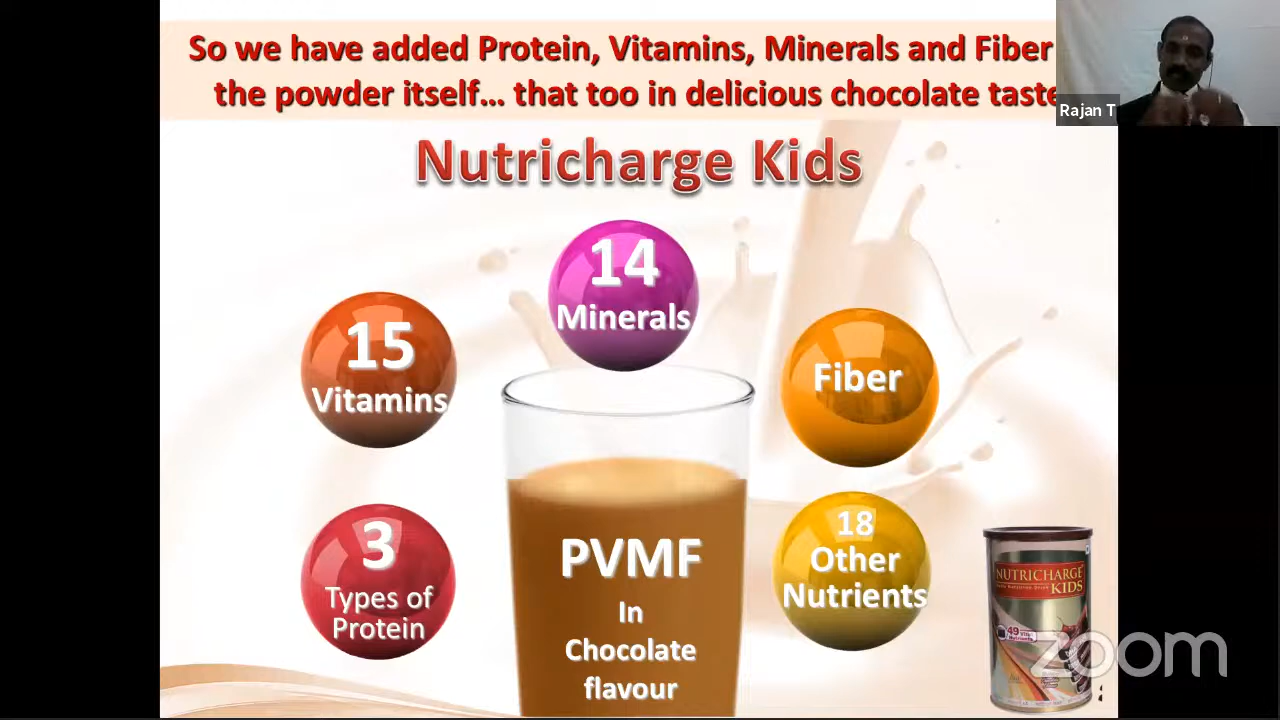 So we have added Protein, Vitamins, Minerals and Fiber
the powder itself... that too in delicious chocolate taste
Rajan T
Nutricharge Kids
14
Minerals
15
Vitamins
Fiber
3
Types of
Protein
PVMF
In
Chocolate
flavour
18
Other
Nutrients
NUTRICHARGE
KIDS
49
Nutrients
zoom